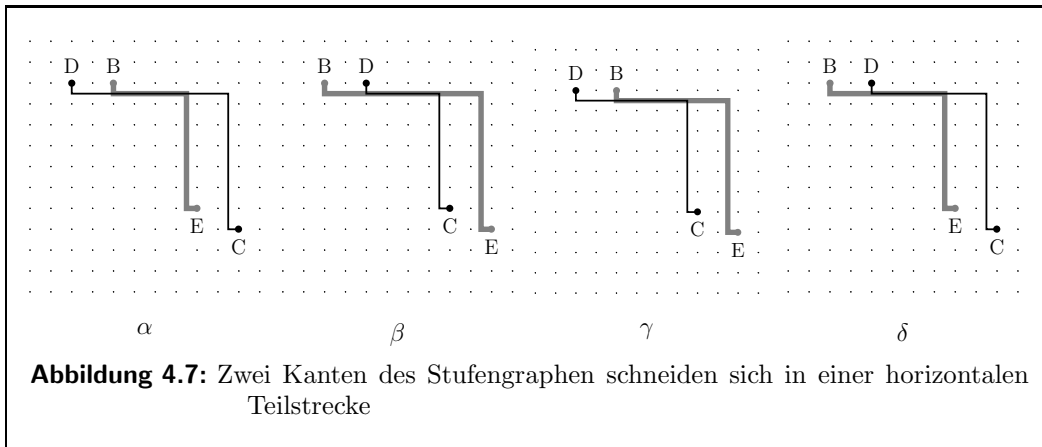 D B B D D B B D
E C C E C E E C
α β γ δ
Abbildung 4.7: Zwei Kanten des Stufengraphen schneiden sich in einer horizontalen
Teilstrecke